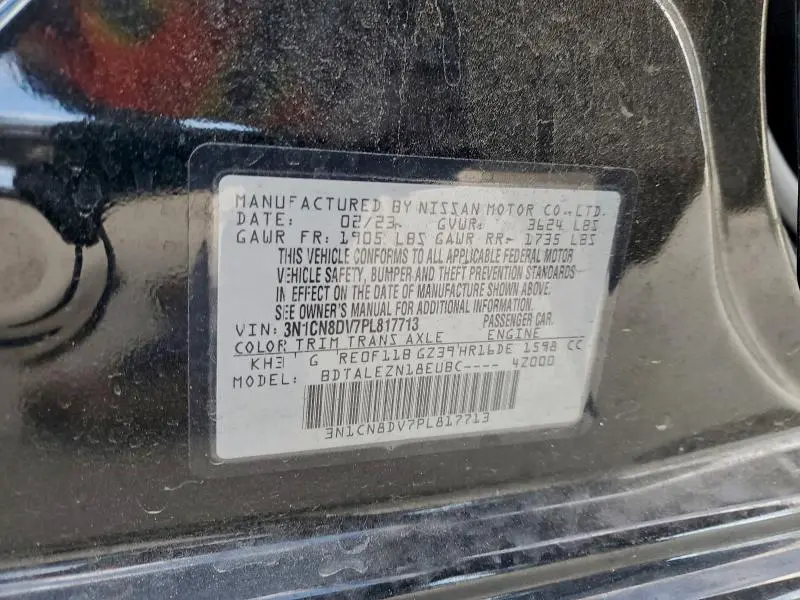 MANUFACTURED BY NISSAN MOTOR CO.,LTD.
DATE: 02/23 GVWR: 3624 LBS
GAWR FR: 1905 LBS GAWR RR: 1735 LBS
THIS VEHICLE CONFORMS TO ALL APPLICABLE FEDERAL MOTOR
VEHICLE SAFETY, BUMPER AND THEFT PREVENTION STANDARDS
IN EFFECT ON THE DATE OF MANUFACTURE SHOWN ABOVE.
SEE OWNER'S MANUAL FOR ADDITIONAL INFORMATION.
VIN: 3N1CN8DV7PL817713 PASSENGER CAR.
COLOR TRIM TRANS AXLE ENGINE
KH3 G RE0F11B GZ39 HR16DE 1598 CC
MODEL: BDTALEZN18EUBC---- 42000
3N1CN8DV7PL817713